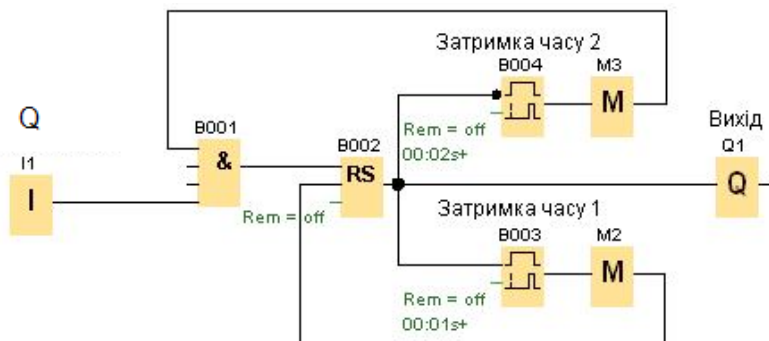 Затримка часу 2
B004
M3
M
Q
B001
&
Rem = off
00:02s+
Вихід
Q1
Q
I1
I
B002
RS
Rem = off
Затримка часу 1
B003
M2
M
Rem = off
00:01s+